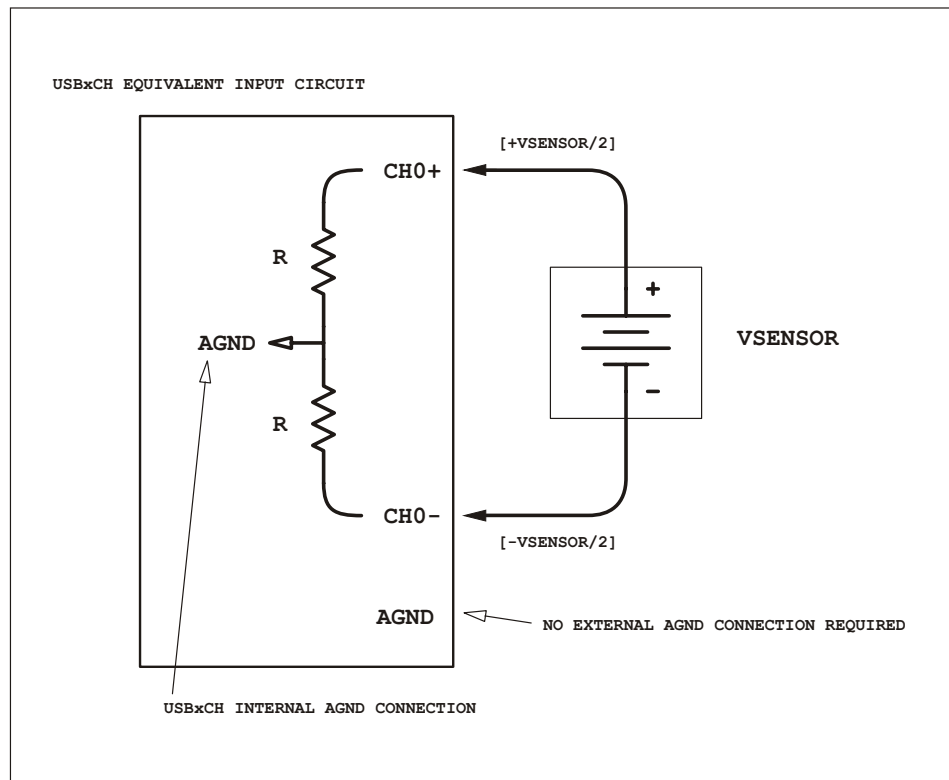 USBxCH EQUIVALENT INPUT CIRCUIT
[+VSENSOR/2]
CH0+
R
+
AGND
VSENSOR
-
R
CH0-
[-VSENSOR/2]
AGND
NO EXTERNAL AGND CONNECTION REQUIRED
USBxCH INTERNAL AGND CONNECTION